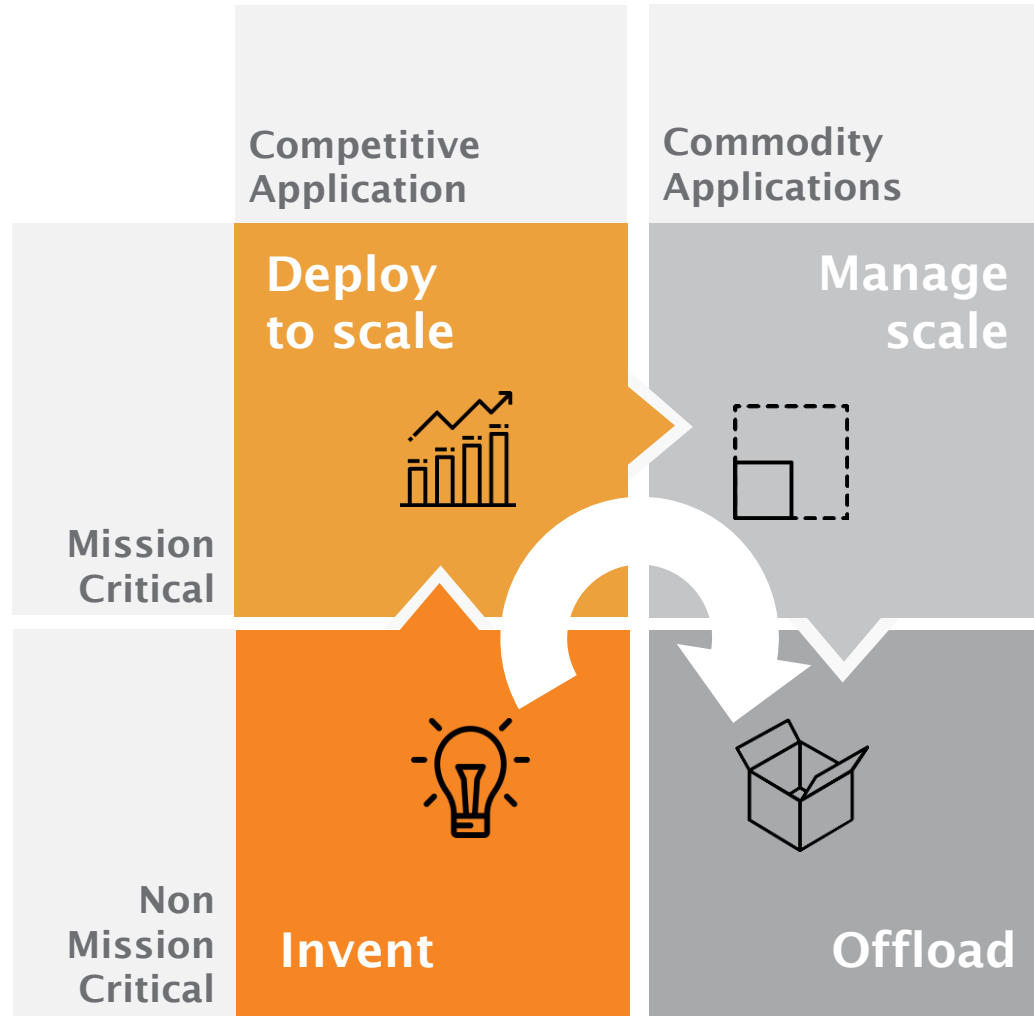 Competitive
Application
Commodity
Applications
Deploy
to scale
Manage
scale
Mission
Critical
Non
Mission
Critical
Invent
Offload